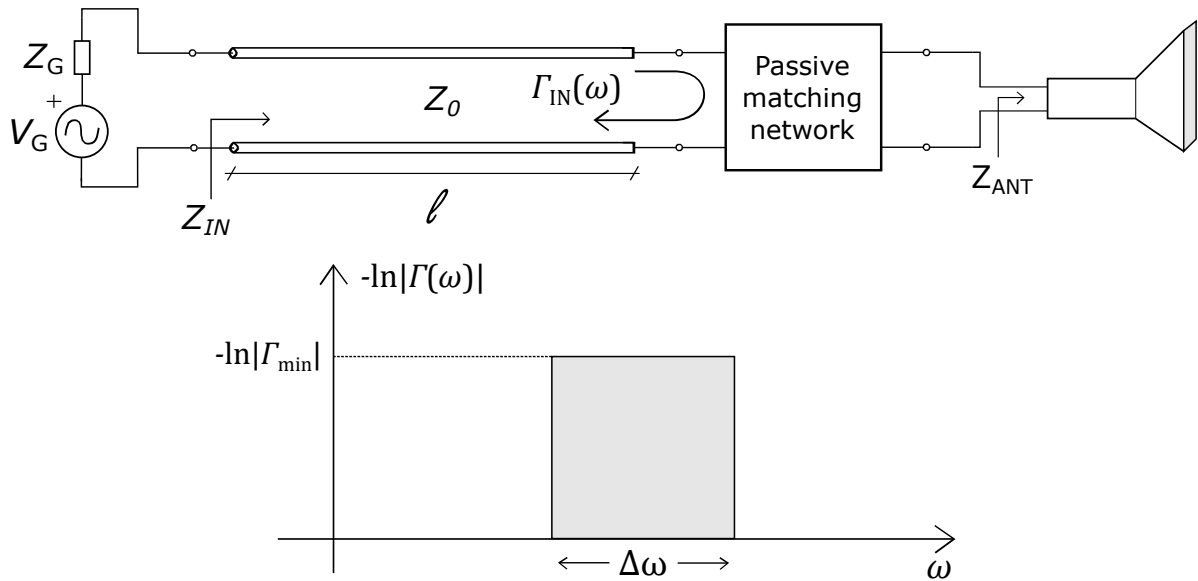 Z_G
+
V_G
Z_IN
Z_0
ℓ
Γ_IN(ω)
Passive
matching
network
Z_ANT
-ln|Γ(ω)|
-ln|Γ_min|
Δω
ω